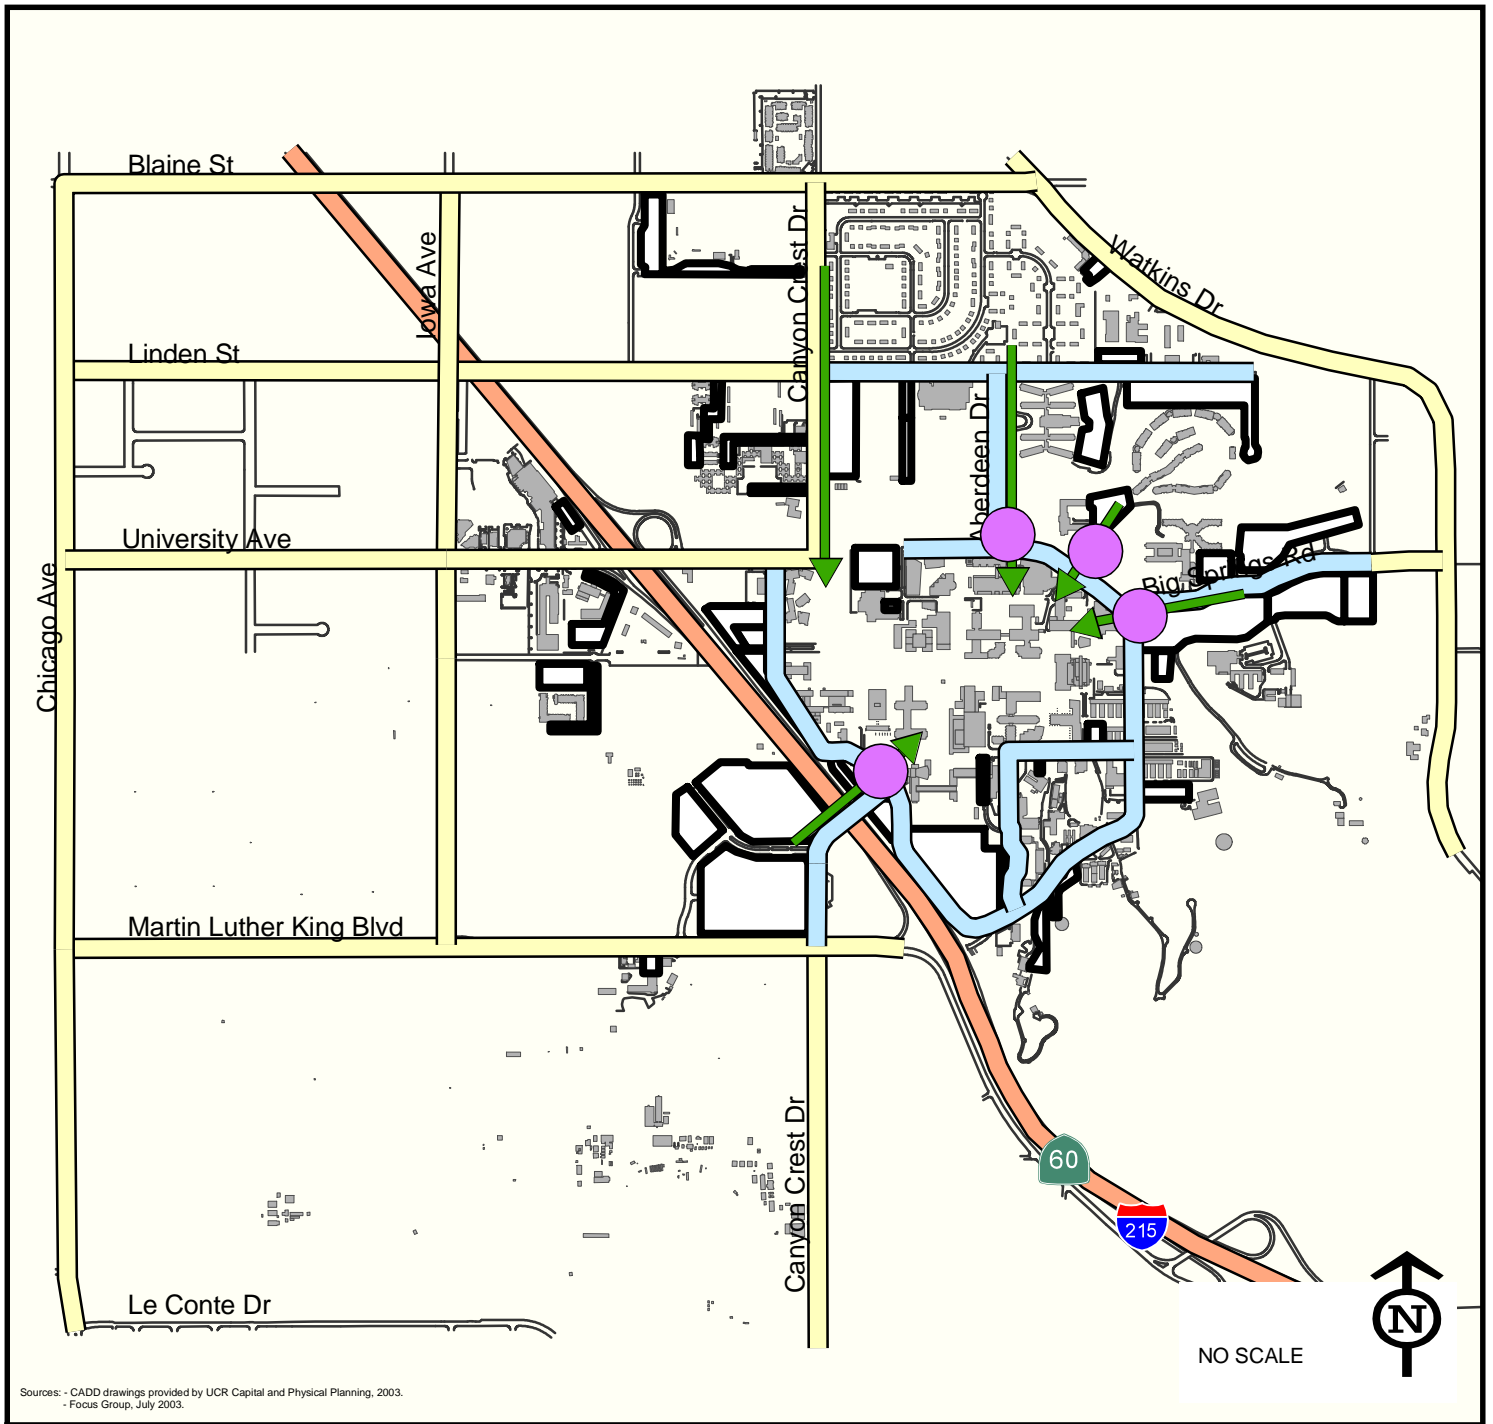 Blaine St
Canyon Crest Dr
Iowa Ave
Watkins Dr
Linden St
Aberdeen Dr
University Ave
Big Springs Rd
Chicago Ave
Martin Luther King Blvd
Canyon Crest Dr
60
215
Le Conte Dr
N
NO SCALE
Sources: - CADD drawings provided by UCR Capital and Physical Planning, 2003.
- Focus Group, July 2003.